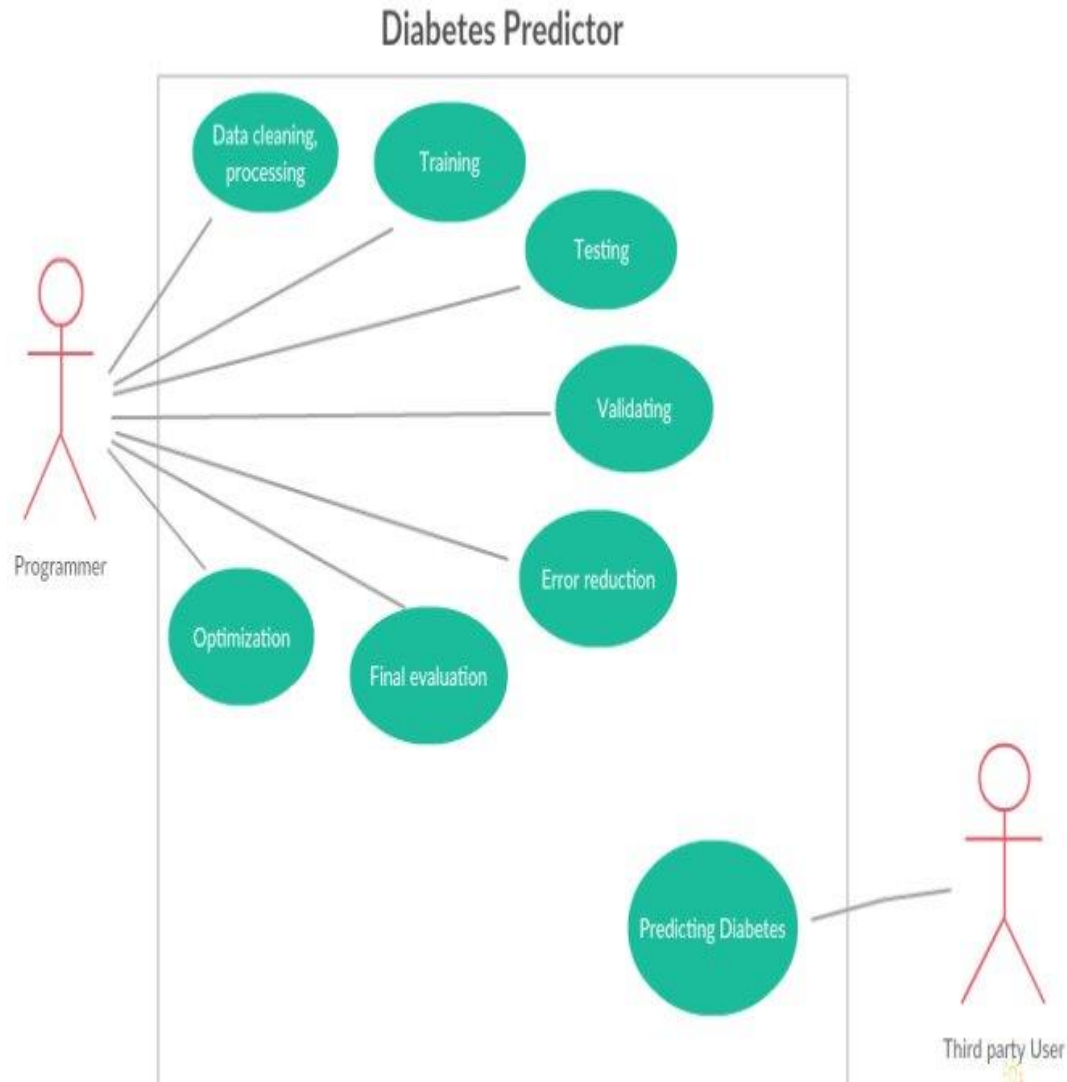 Diabetes Predictor
Data cleaning,
processing
Training
Testing
Validating
Error reduction
Final evaluation
Optimization
Programmer
Predicting Diabetes
Third party User